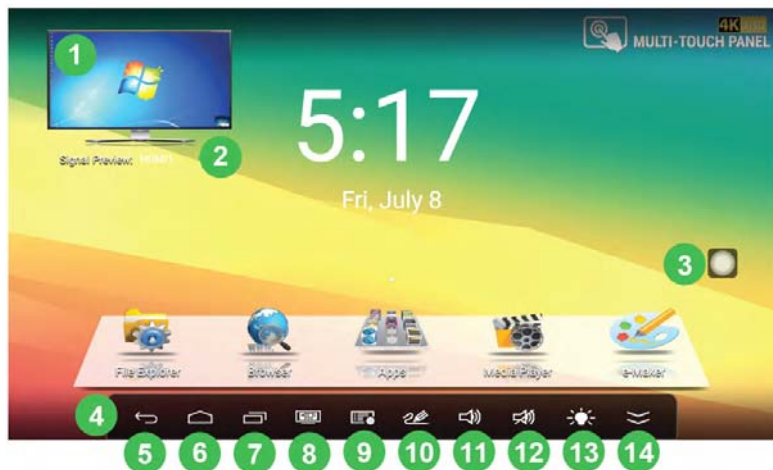 1
4K
MULTI-TOUCH PANEL
2
Signal Preview: HDMI1
5:17
Fri, July 8
3
File Explorer
Browser
Apps
Media Player
e-Maker
4
5
6
7
8
9
10
11
12
13
14